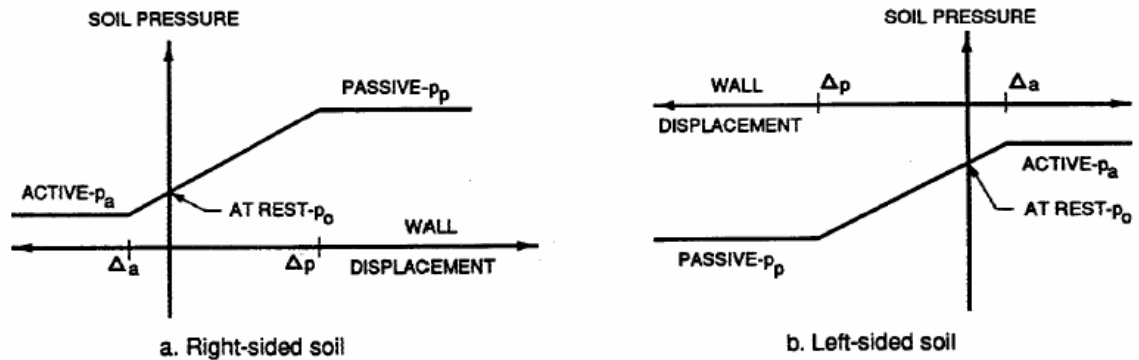 SOIL PRESSURE
PASSIVE-pp
ACTIVE-pa
AT REST-po
WALL
DISPLACEMENT
Δa
Δp
a. Right-sided soil
SOIL PRESSURE
WALL
DISPLACEMENT
Δp
Δa
ACTIVE-pa
AT REST-po
PASSIVE-pp
b. Left-sided soil